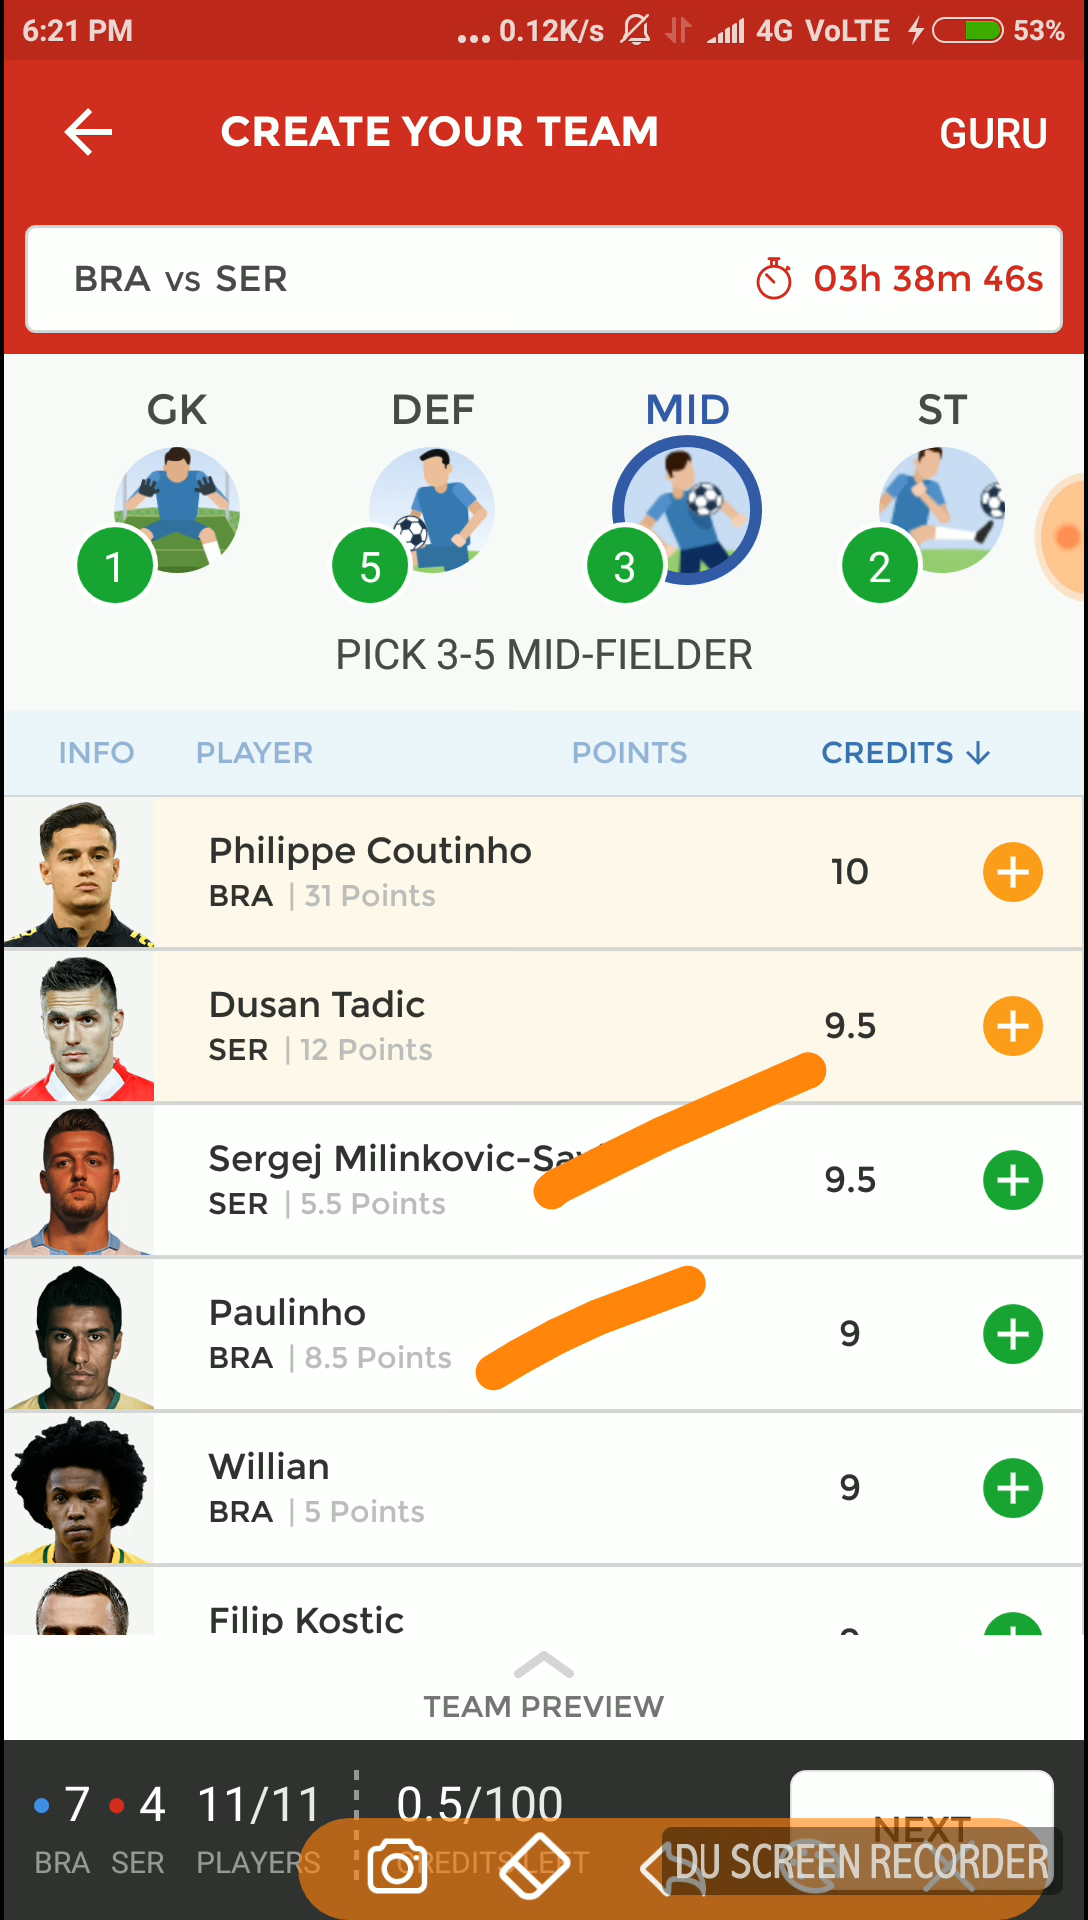 6:21 PM
... 0.12K/s 4G VoLTE 53%
CREATE YOUR TEAM
GURU
BRA vs SER
03h 38m 46s
GK DEF MID ST
1 5 3 2
PICK 3-5 MID-FIELDER
INFO PLAYER POINTS CREDITS
Philippe Coutinho
BRA | 31 Points
10
Dusan Tadic
SER | 12 Points
9.5
Sergej
SER | 5.5 Points
9.5
Paulinho
BRA | 8.5 Points
9
Willian
BRA | 5 Points
9
Filip Kostic
TEAM PREVIEW
7 4 11/11 0.5/100
NEXT
BRA SER PLAYERS CREDITS LEFT
DU SCREEN RECORDER